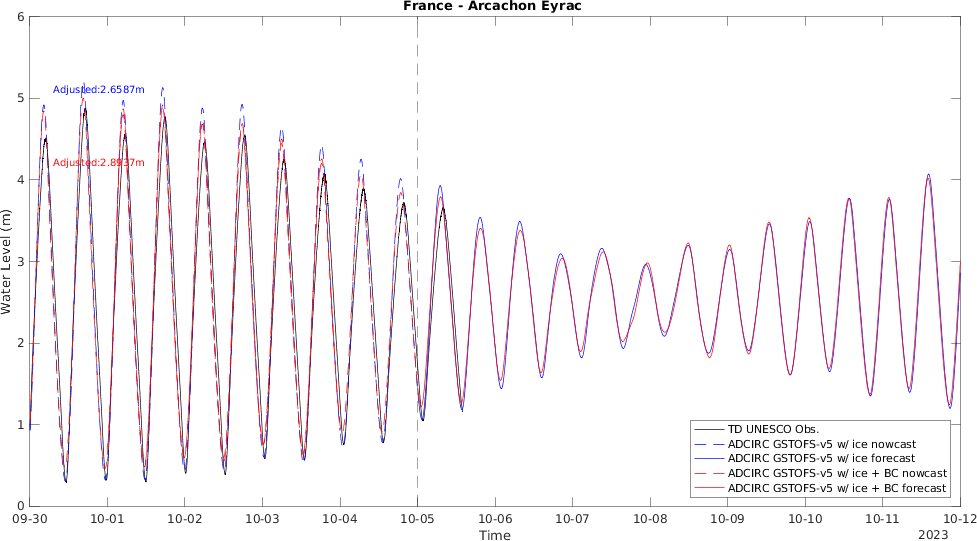 France - Arcachon Eyrac
6
5
4
3
2
1
0
Water Level (m)
Adjusted:2.6587m
Adjusted:2.8937m
TD UNESCO Obs.
ADCIRC GSTOFS-v5 w/ ice nowcast
ADCIRC GSTOFS-v5 w/ ice forecast
ADCIRC GSTOFS-v5 w/ ice + BC nowcast
ADCIRC GSTOFS-v5 w/ ice + BC forecast
09-30 10-01 10-02 10-03 10-04 10-05 10-06 10-07 10-08 10-09 10-10 10-11 10-12
Time
2023